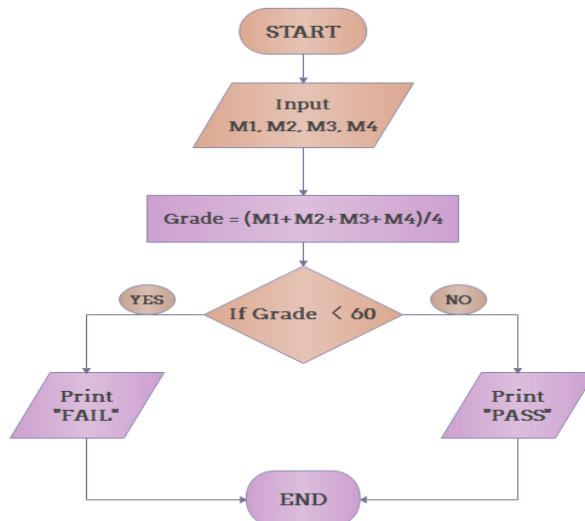 START
Input
M1, M2, M3, M4
Grade = (M1+M2+M3+M4)/4
YES
If Grade < 60
NO
Print
"FAIL"
Print
"PASS"
END